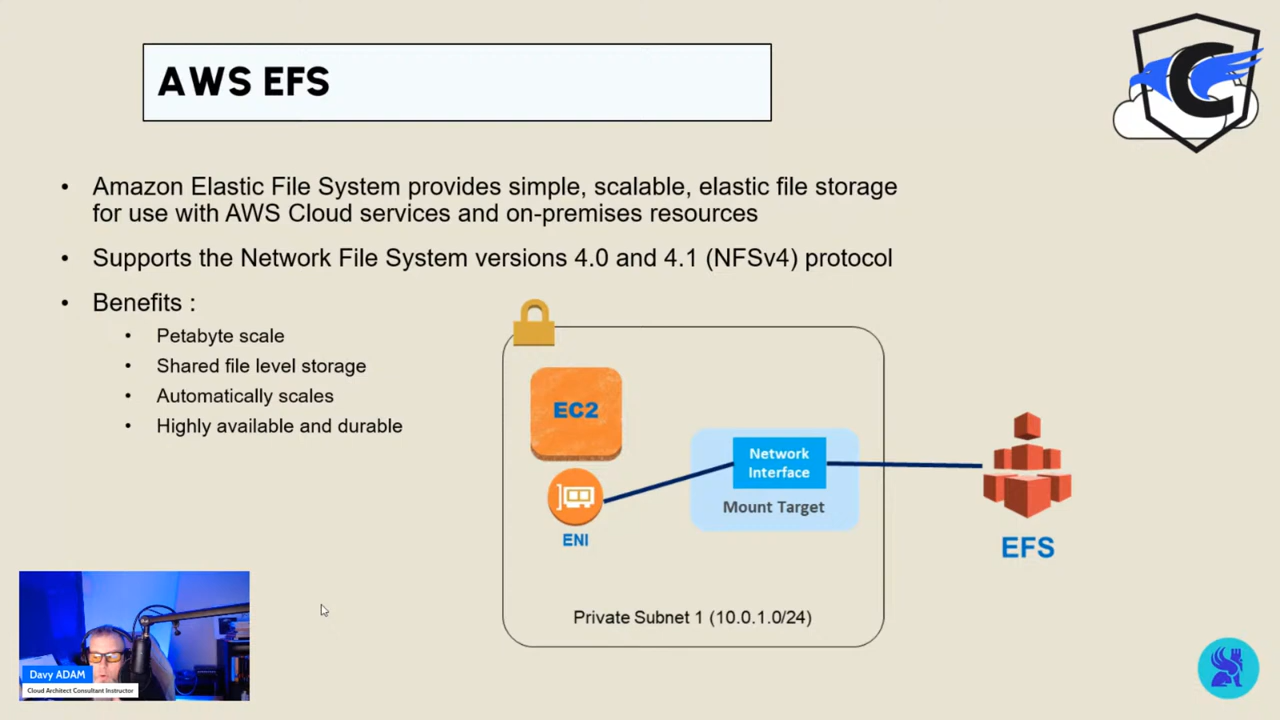 AWS EFS
C
• Amazon Elastic File System provides simple, scalable, elastic file storage
for use with AWS Cloud services and on-premises resources
• Supports the Network File System versions 4.0 and 4.1 (NFSv4) protocol
• Benefits :
• Petabyte scale
• Shared file level storage
• Automatically scales
• Highly available and durable
EC2
ENI
Network
Interface
Mount Target
EFS
Private Subnet 1 (10.0.1.0/24)
Davy ADAM
Cloud Architect Consultant Instructor